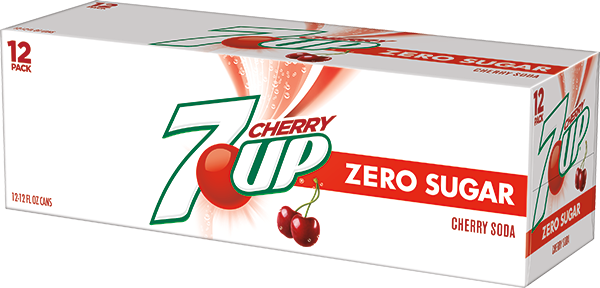 7UP
ZERO SUGAR
CHERRY SODA
12
PACK
CHERRY
7UP
ZERO SUGAR
CHERRY SODA
12-12 FL OZ CANS
12
PACK
7
ZERO SUGAR
CHERRY SODA